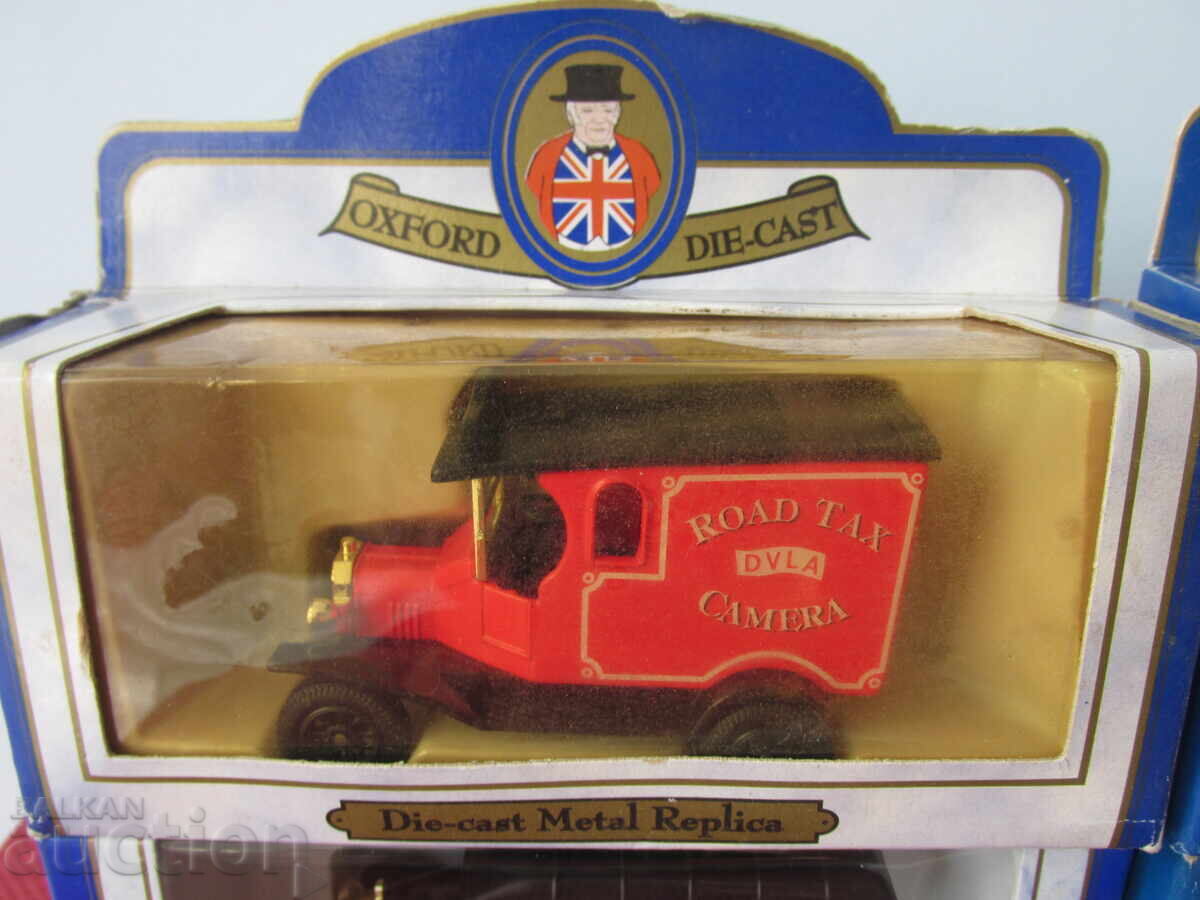 OXFORD DIE-CAST
ROAD TAX
DVLA
CAMERA
Die-cast Metal Replica
BALKAN
auction